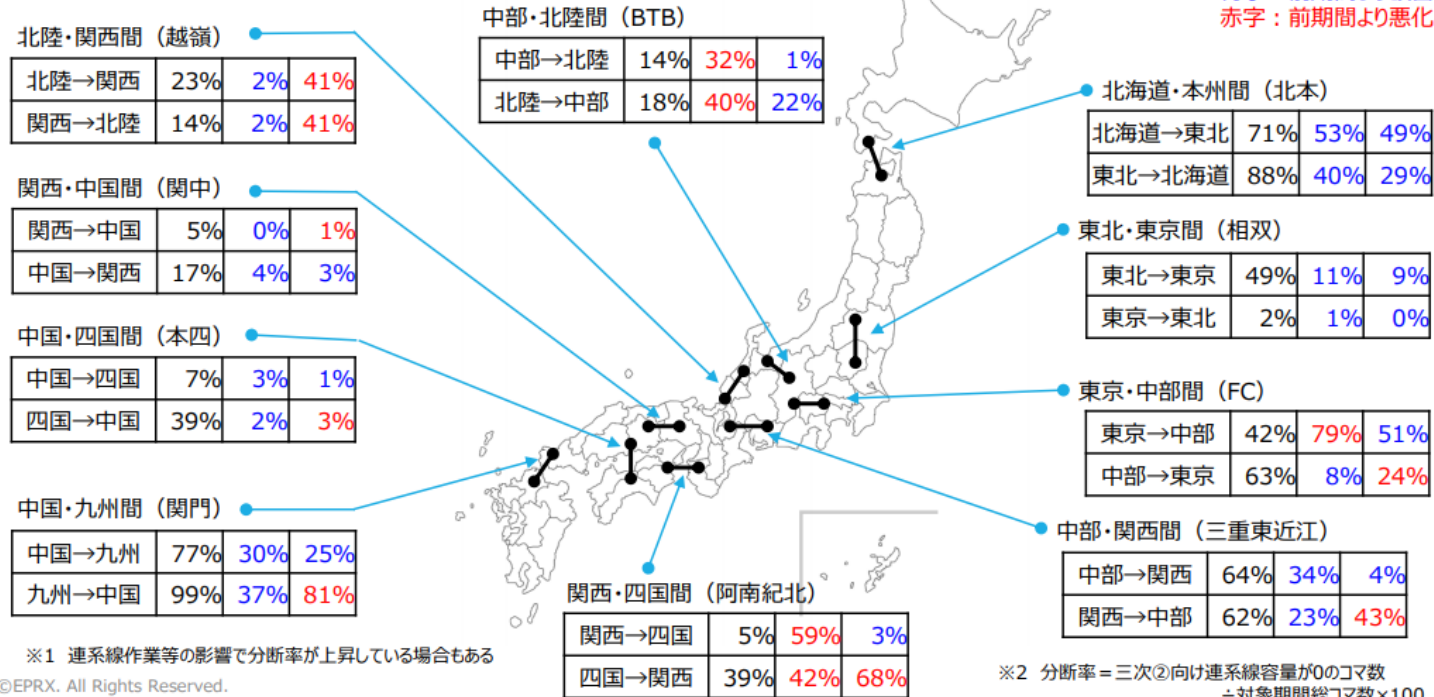 赤字：前期間より悪化
北陸・関西間（越嶺）
北陸→関西 23% 2% 41%
関西→北陸 14% 2% 41%
中部・北陸間（BTB）
中部→北陸 14% 32% 1%
北陸→中部 18% 40% 22%
北海道・本州間（北本）
北海道→東北 71% 53% 49%
東北→北海道 88% 40% 29%
関西・中国間（関中）
関西→中国 5% 0% 1%
中国→関西 17% 4% 3%
東北・東京間（相双）
東北→東京 49% 11% 9%
東京→東北 2% 1% 0%
中国・四国間（本四）
中国→四国 7% 3% 1%
四国→中国 39% 2% 3%
東京・中部間（FC）
東京→中部 42% 79% 51%
中部→東京 63% 8% 24%
中国・九州間（関門）
中国→九州 77% 30% 25%
九州→中国 99% 37% 81%
中部・関西間（三重東近江）
中部→関西 64% 34% 4%
関西→中部 62% 23% 43%
関西・四国間（阿南紀北）
関西→四国 5% 59% 3%
四国→関西 39% 42% 68%
※1 連系線作業等の影響で分断率が上昇している場合もある
©EPRX. All Rights Reserved.
※2 分断率＝三次②向け連系線容量が0のコマ数
÷対象期間総コマ数×100